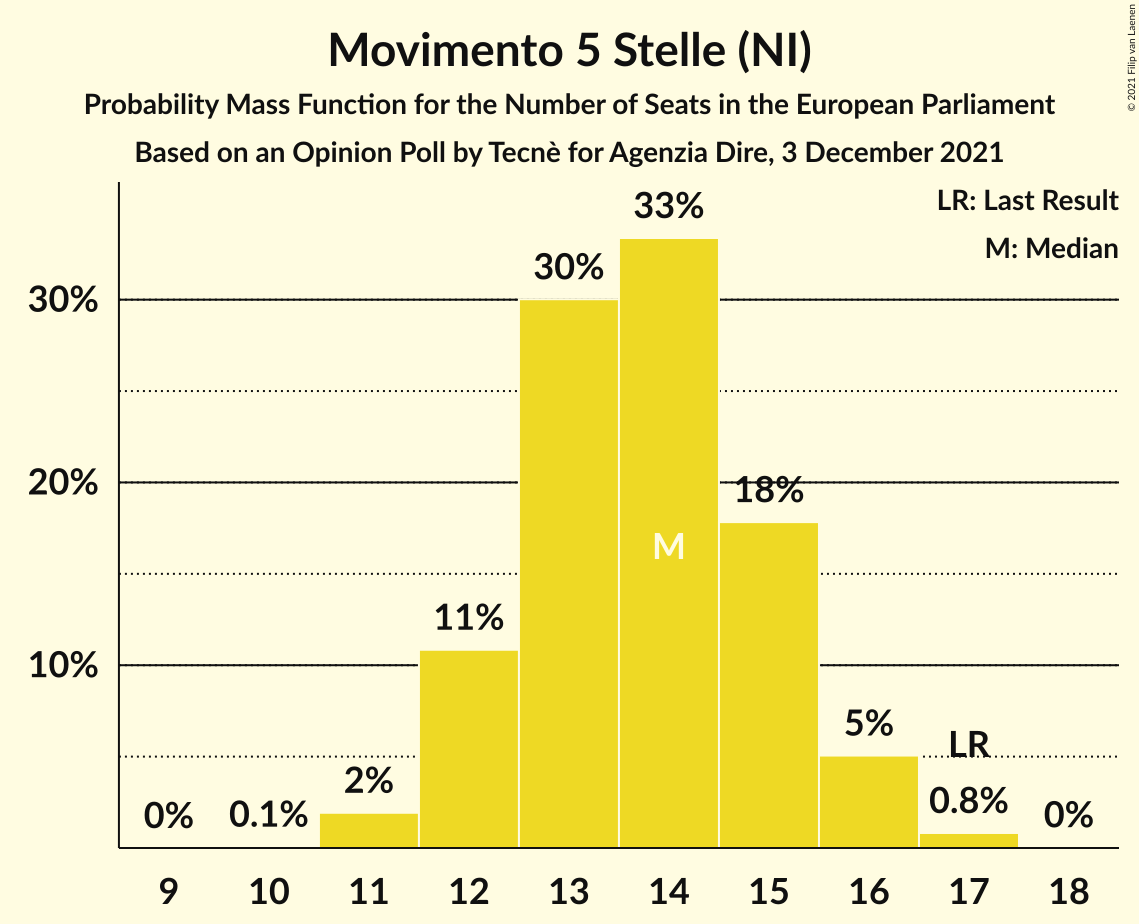 Movimento 5 Stelle (NI)
Probability Mass Function for the Number of Seats in the European Parliament
Based on an Opinion Poll by Tecnè for Agenzia Dire, 3 December 2021
© 2021 Filip van Laenen
LR: Last Result
M: Median
33%
30%
30%
20%
18%
M
11%
10%
5%
LR
2%
0%
0.1%
0.8%
0%
9 10 11 12 13 14 15 16 17 18